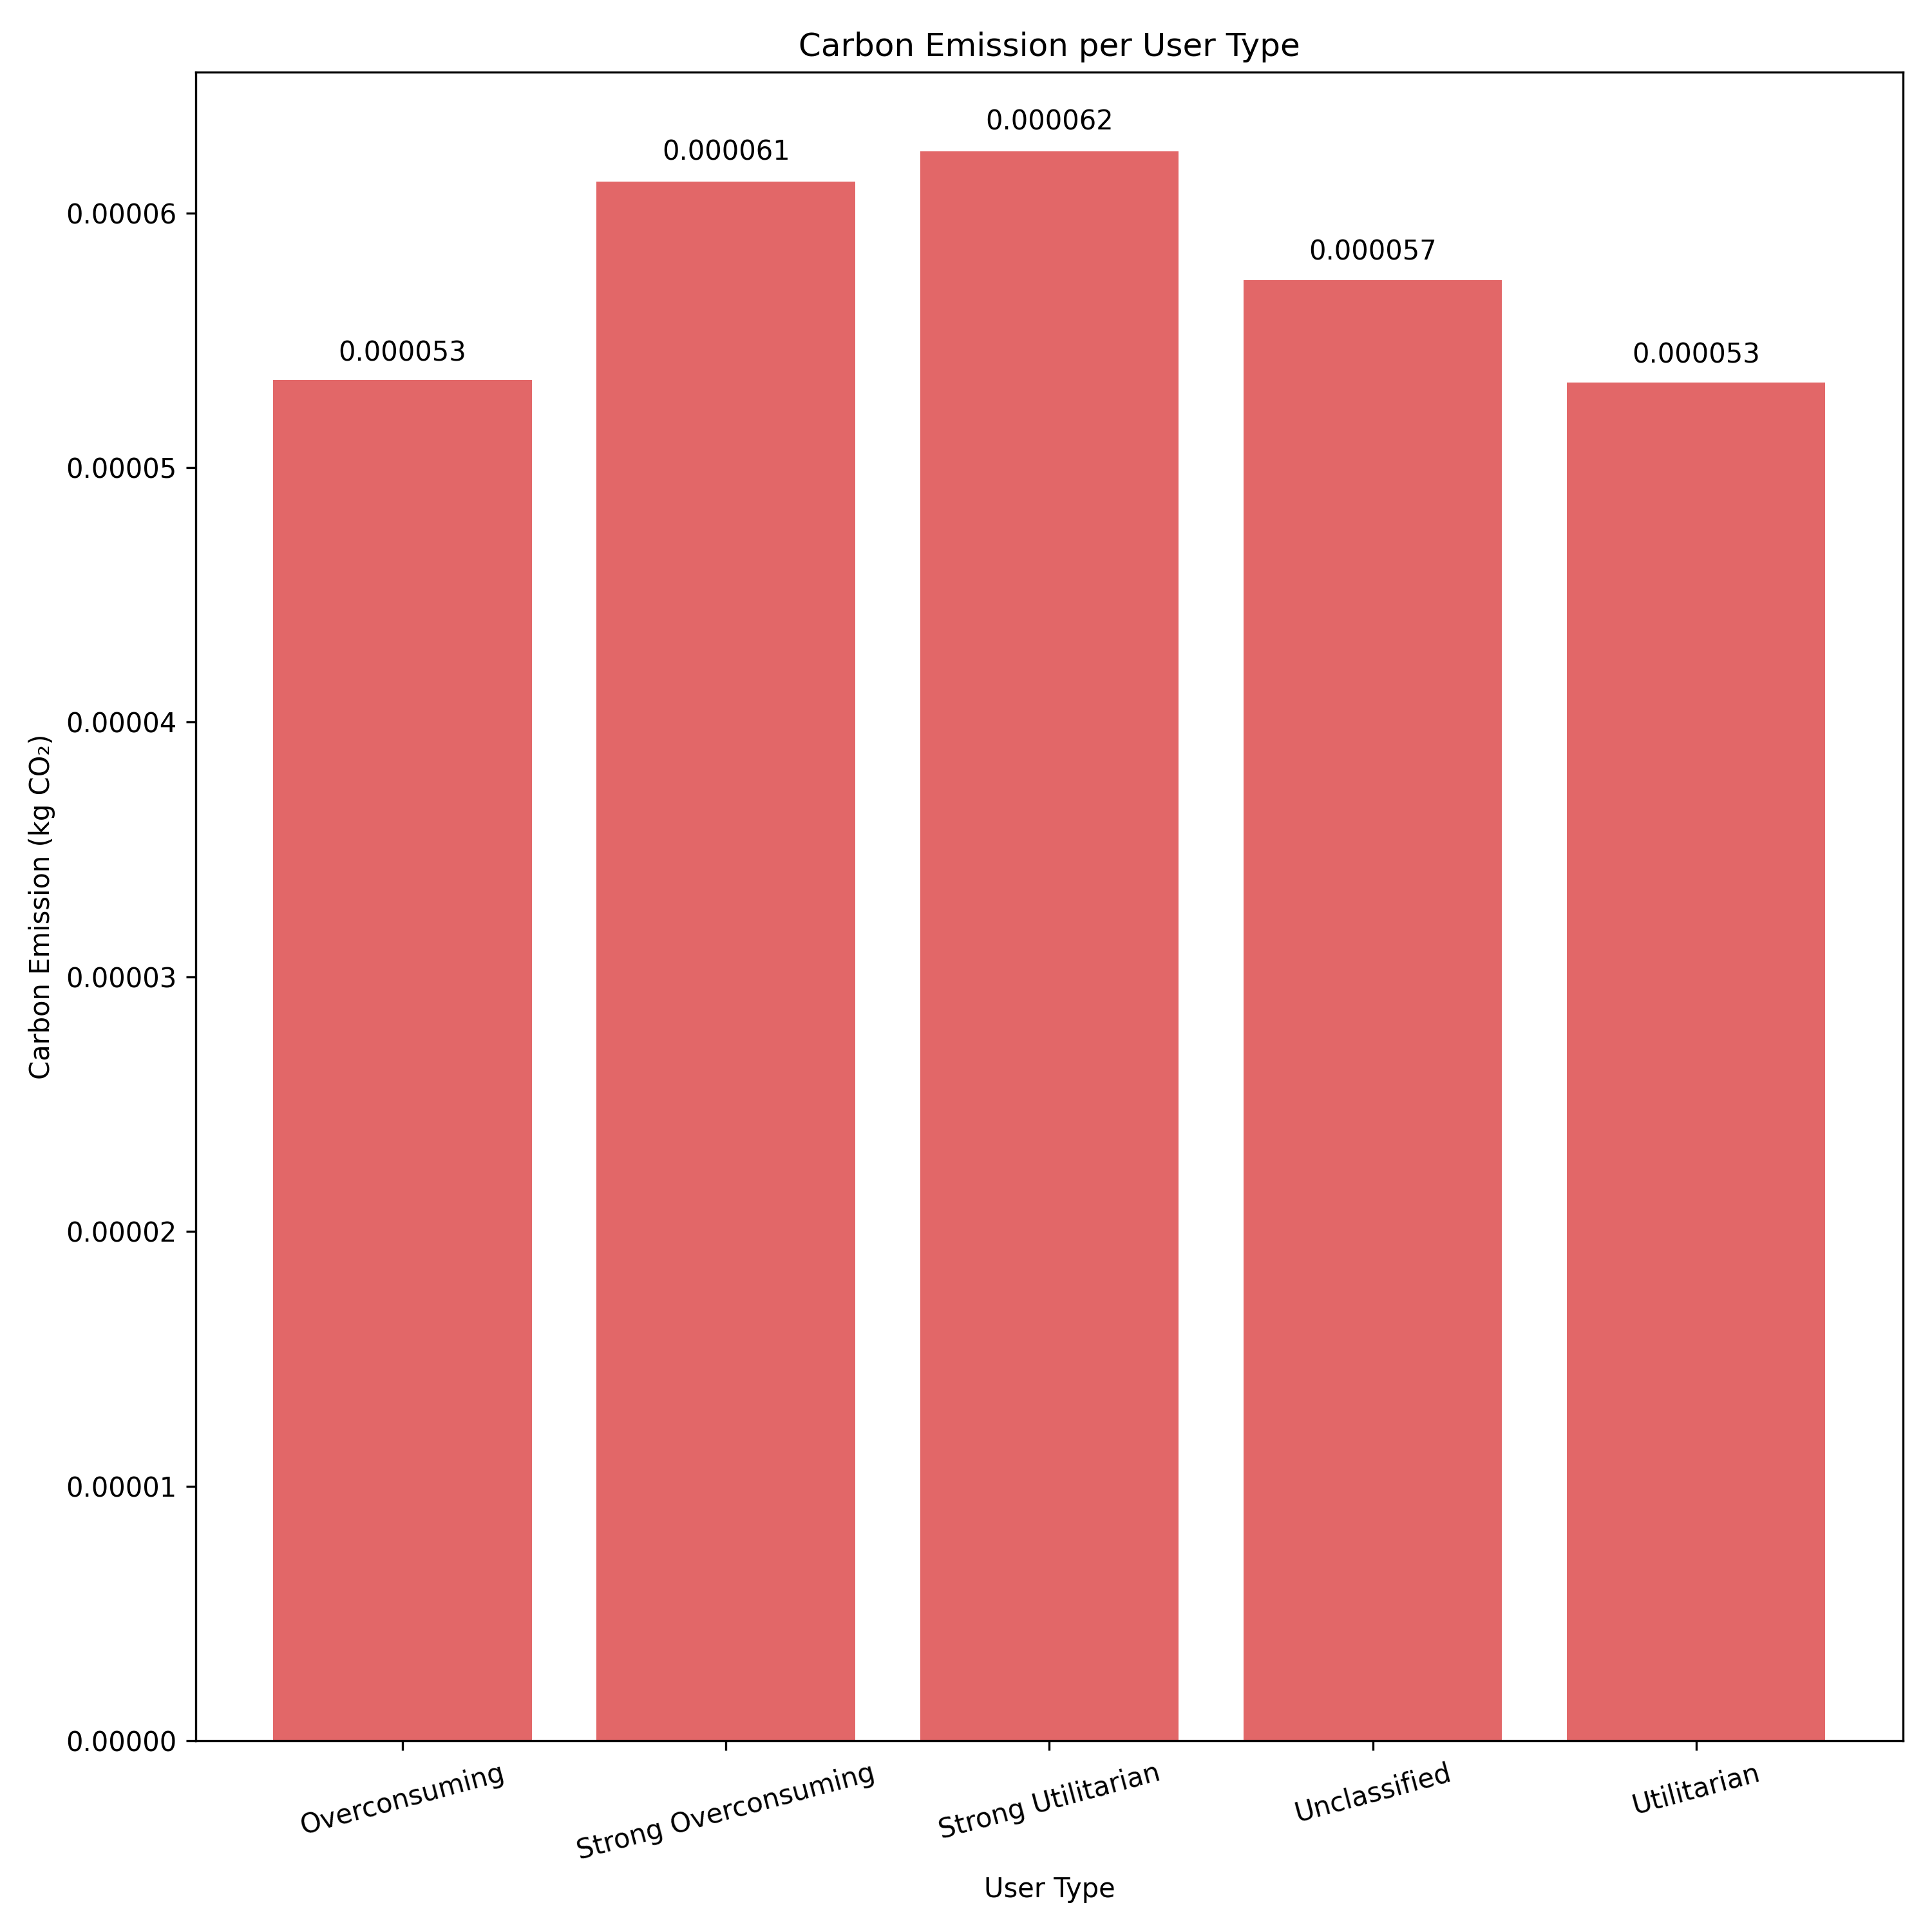 Carbon Emission per User Type
0.000062
0.000061
0.000057
0.000053
0.000053
0.00006
0.00005
0.00004
0.00003
0.00002
0.00001
0.00000
Carbon Emission (kg CO₂)
Overconsuming
Strong Overconsuming
Strong Utilitarian
Unclassified
Utilitarian
User Type